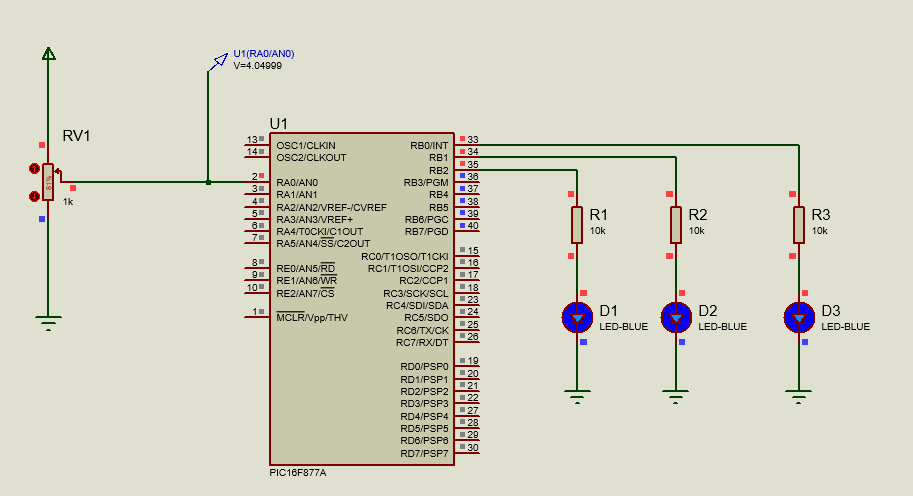 U1(RA0/AN0)
V=4.04999
RV1
81%
1k
U1
13 OSC1/CLKIN
14 OSC2/CLKOUT
2 RA0/AN0
3 RA1/AN1
4 RA2/AN2/VREF-/CVREF
5 RA3/AN3/VREF+
6 RA4/T0CKI/C1OUT
7 RA5/AN4/SS/C2OUT
8 RE0/AN5/RD
9 RE1/AN6/WR
10 RE2/AN7/CS
1 MCLR/Vpp/THV
RB0/INT 33
RB1 34
RB2 35
RB3/PGM 36
RB4 37
RB5 38
RB6/PGC 39
RB7/PGD 40
RC0/T1OSO/T1CKI 15
RC1/T1OSI/CCP2 16
RC2/CCP1 17
RC3/SCK/SCL 18
RC4/SDI/SDA 23
RC5/SDO 24
RC6/TX/CK 25
RC7/RX/DT 26
RD0/PSP0 19
RD1/PSP1 20
RD2/PSP2 21
RD3/PSP3 22
RD4/PSP4 27
RD5/PSP5 28
RD6/PSP6 29
RD7/PSP7 30
PIC16F877A
R1
10k
R2
10k
R3
10k
D1
LED-BLUE
D2
LED-BLUE
D3
LED-BLUE